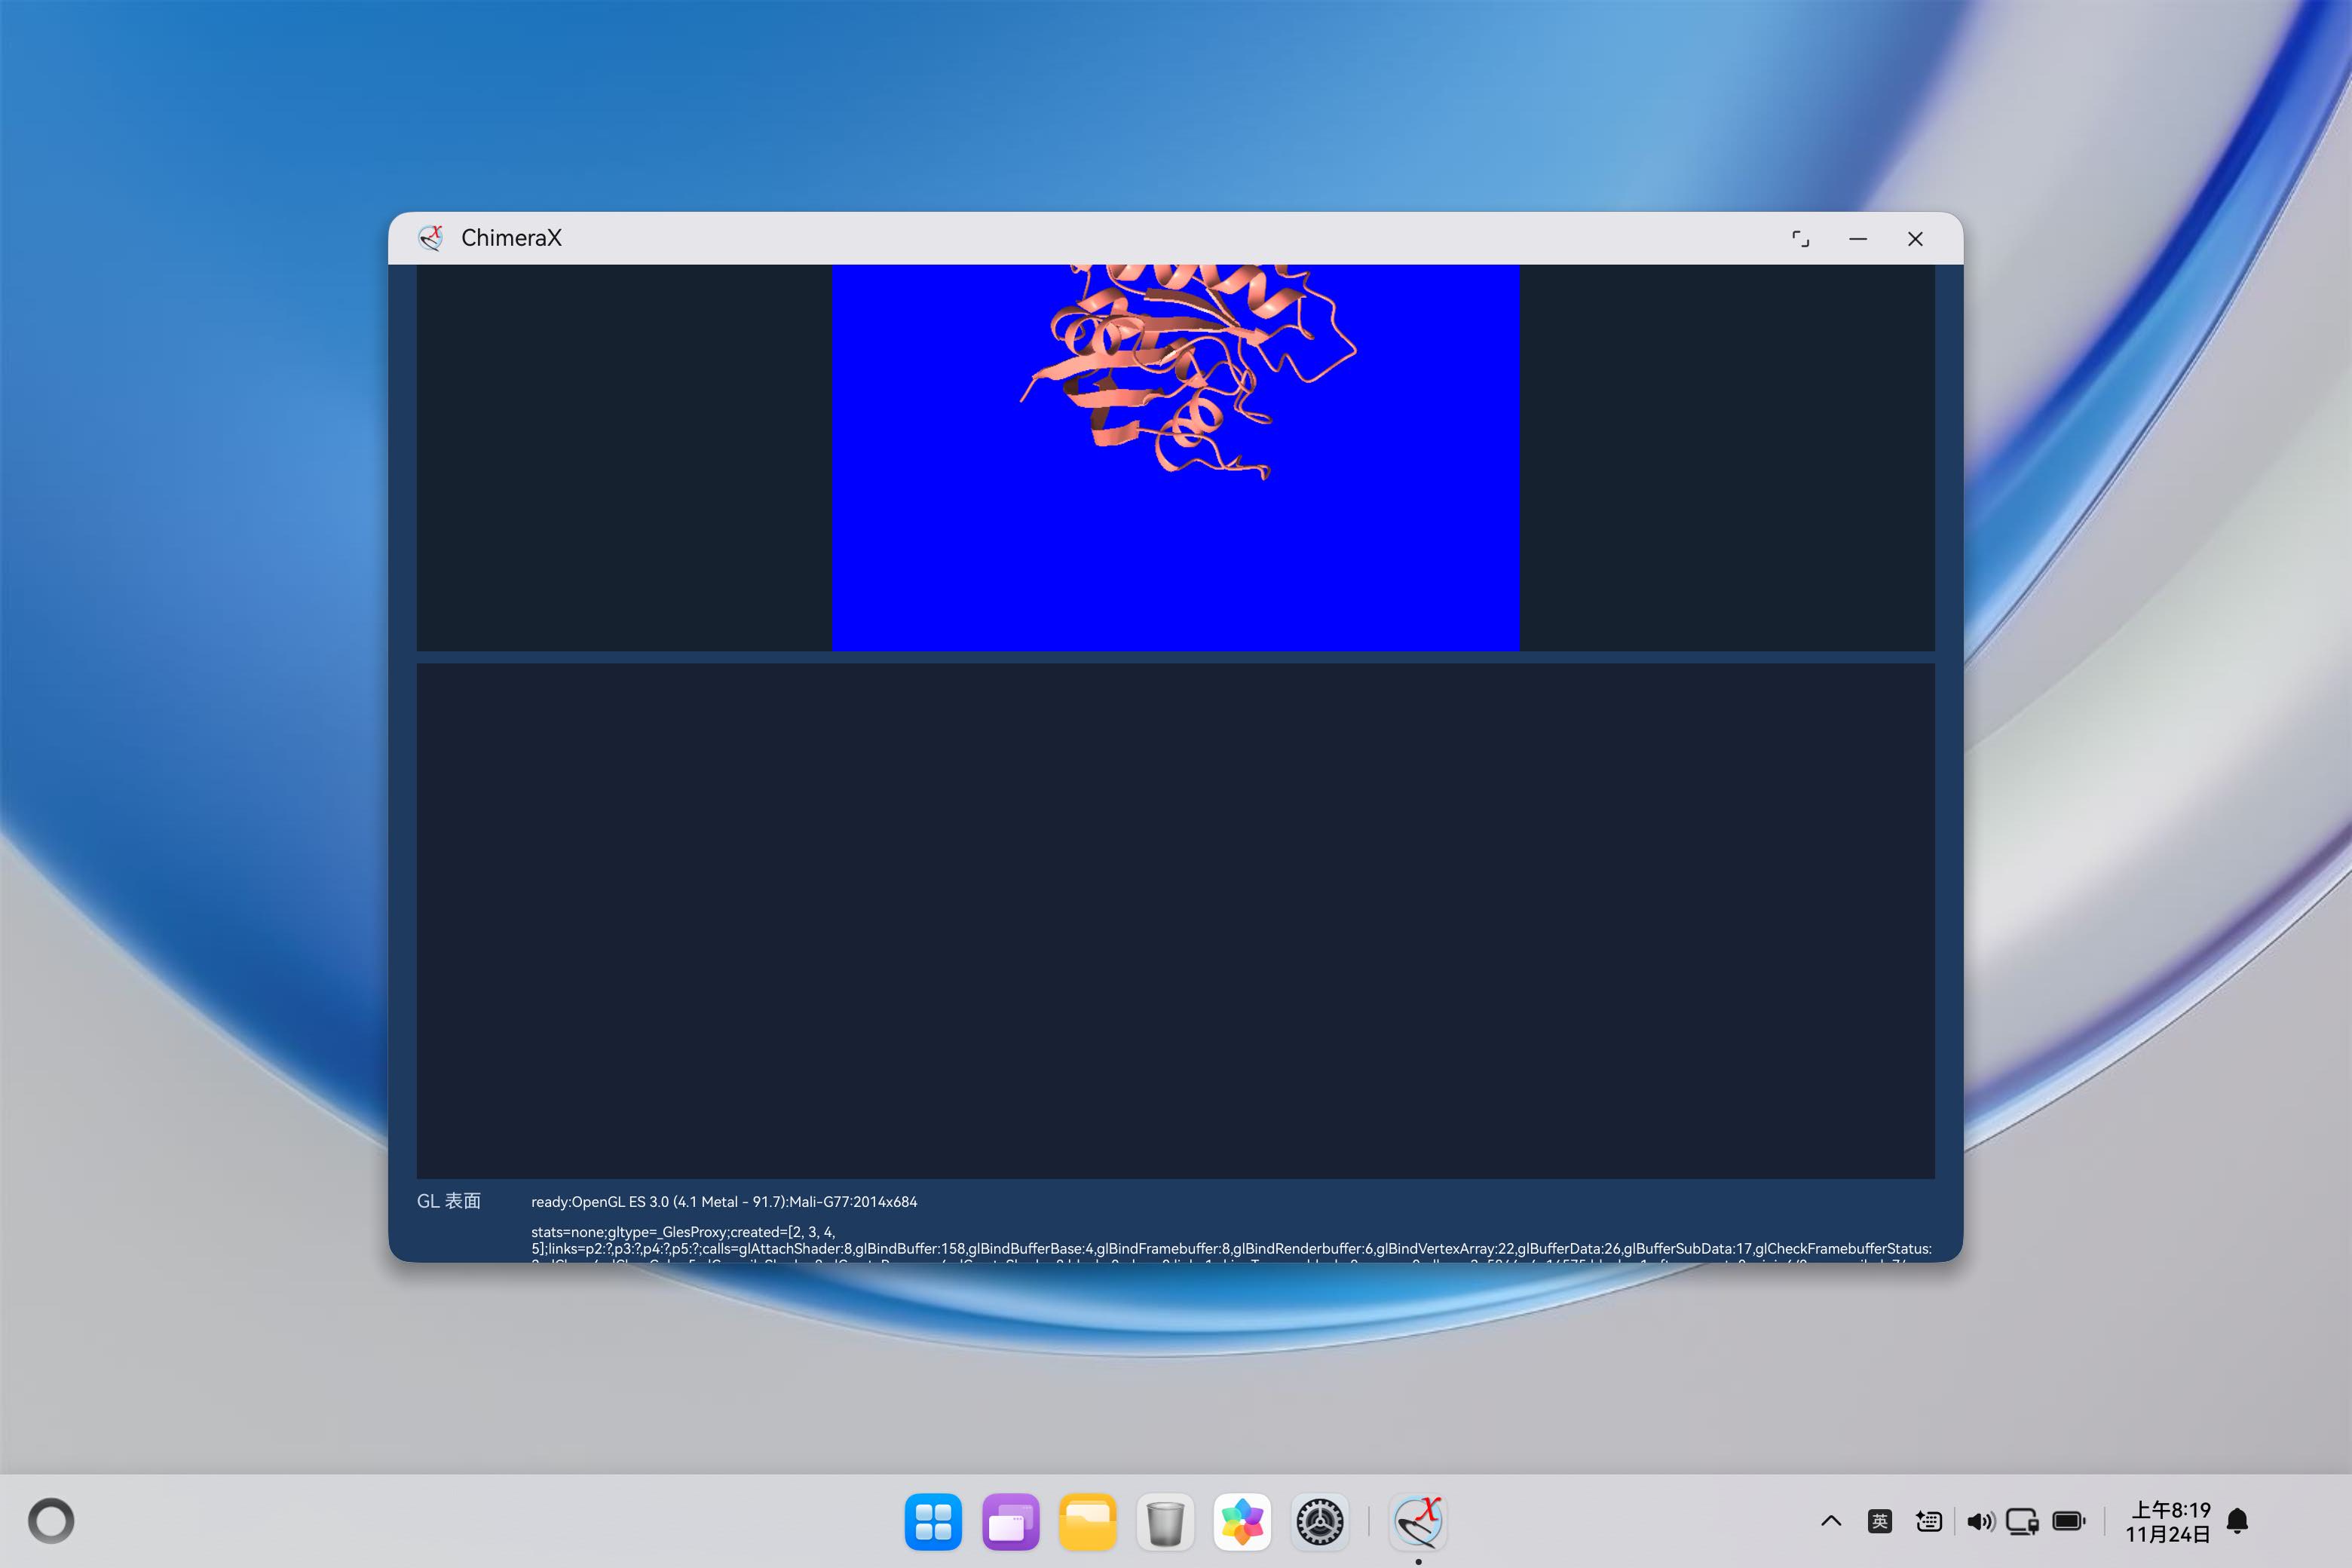 ChimeraX
GL 表面
ready:OpenGL ES 3.0 (4.1 Metal - 91.7):Mali-G77:2014x684
stats=none;gltype=_GlesProxy;created=[2, 3, 4,
5];links=p2:?,p3:?,p4:?,p5:?;calls=glAttachShader:8,glBindBuffer:158,glBindBufferBase:4,glBindFramebuffer:8,glBindRenderbuffer:6,glBindVertexArray:22,glBufferData:26,glBufferSubData:17,glCheckFramebufferStatus:
英
上午8:19
11月24日